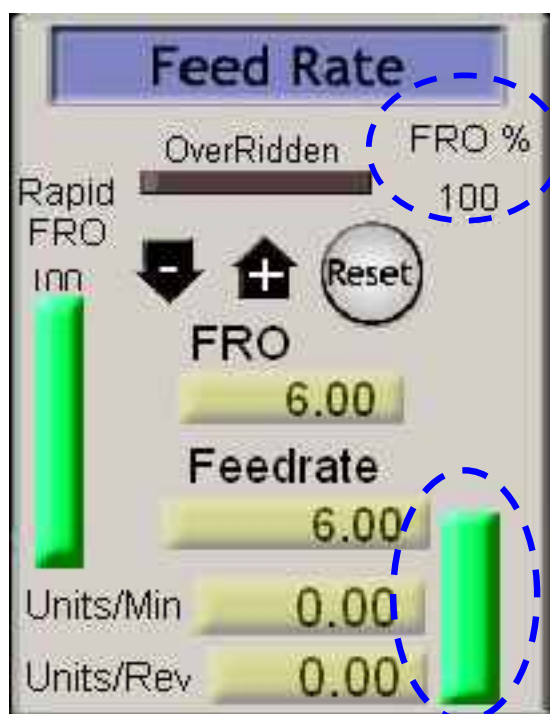 Feed Rate
OverRidden
FRO %
100
Rapid
FRO
100
-
+
Reset
FRO
6.00
Feedrate
6.00
Units/Min 0.00
Units/Rev 0.00